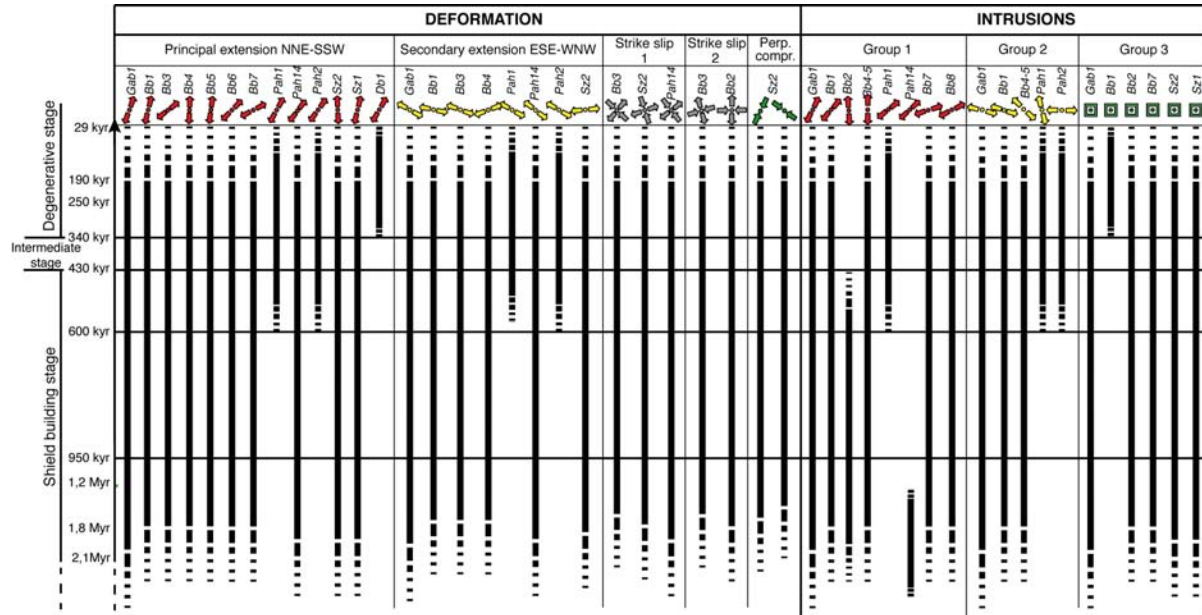 DEFORMATION INTRUSIONS
Principal extension NNE-SSW Secondary extension ESE-WNW Strike slip 1 Strike slip 2 Perp. compr. Group 1 Group 2 Group 3
Gab1 Bb1 Bb3 Bb4 Bb5 Bb6 Bb7 Pah1 Pah14 Pah2 Sz2 Sz1 Db1 Gab1 Bb1 Bb3 Bb4 Pah1 Pah14 Pah2 Sz2 Bb3 Sz2 Pah14 Bb3 Bb2 Sz2 Gab1 Bb1 Bb2 Bb4-5 Pah1 Pah14 Bb7 Bb8 Gab1 Bb1 Bb4-5 Pah1 Pah2 Gab1 Bb1 Bb2 Bb7 Sz2 Sz1
Degenerative stage
29 kyr
190 kyr
250 kyr
340 kyr
Intermediate stage
430 kyr
Shield building stage
600 kyr
950 kyr
1,2 Myr
1,8 Myr
2,1Myr